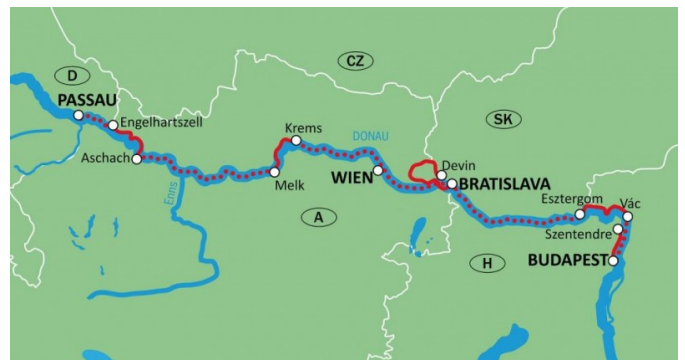 D
CZ
PASSAU
Engelhartszell
Krems
DONAU
SK
Aschach
Devin
WIEN
BRATISLAVA
Enns
Melk
Esztergom
Vác
A
Szentendre
H
BUDAPEST